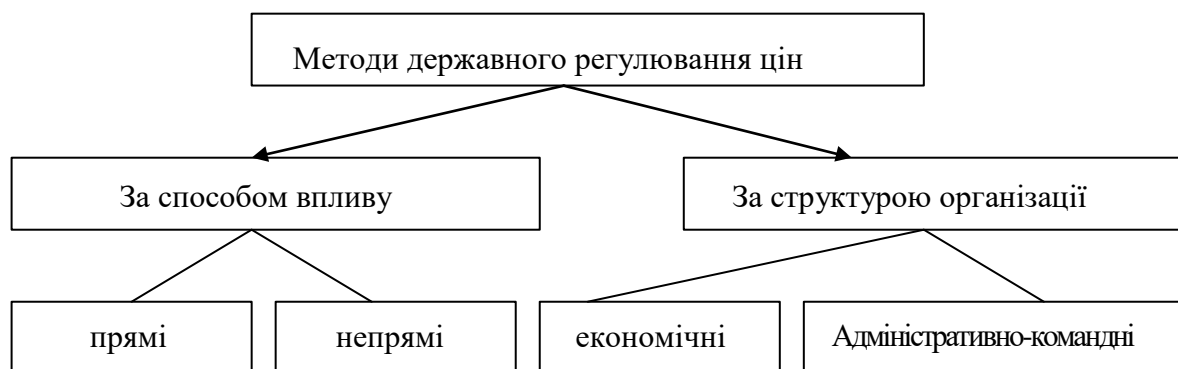 Методи державного регулювання цін
За способом впливу
За структурою організації
прямі
непрямі
економічні
Адміністративно-командні